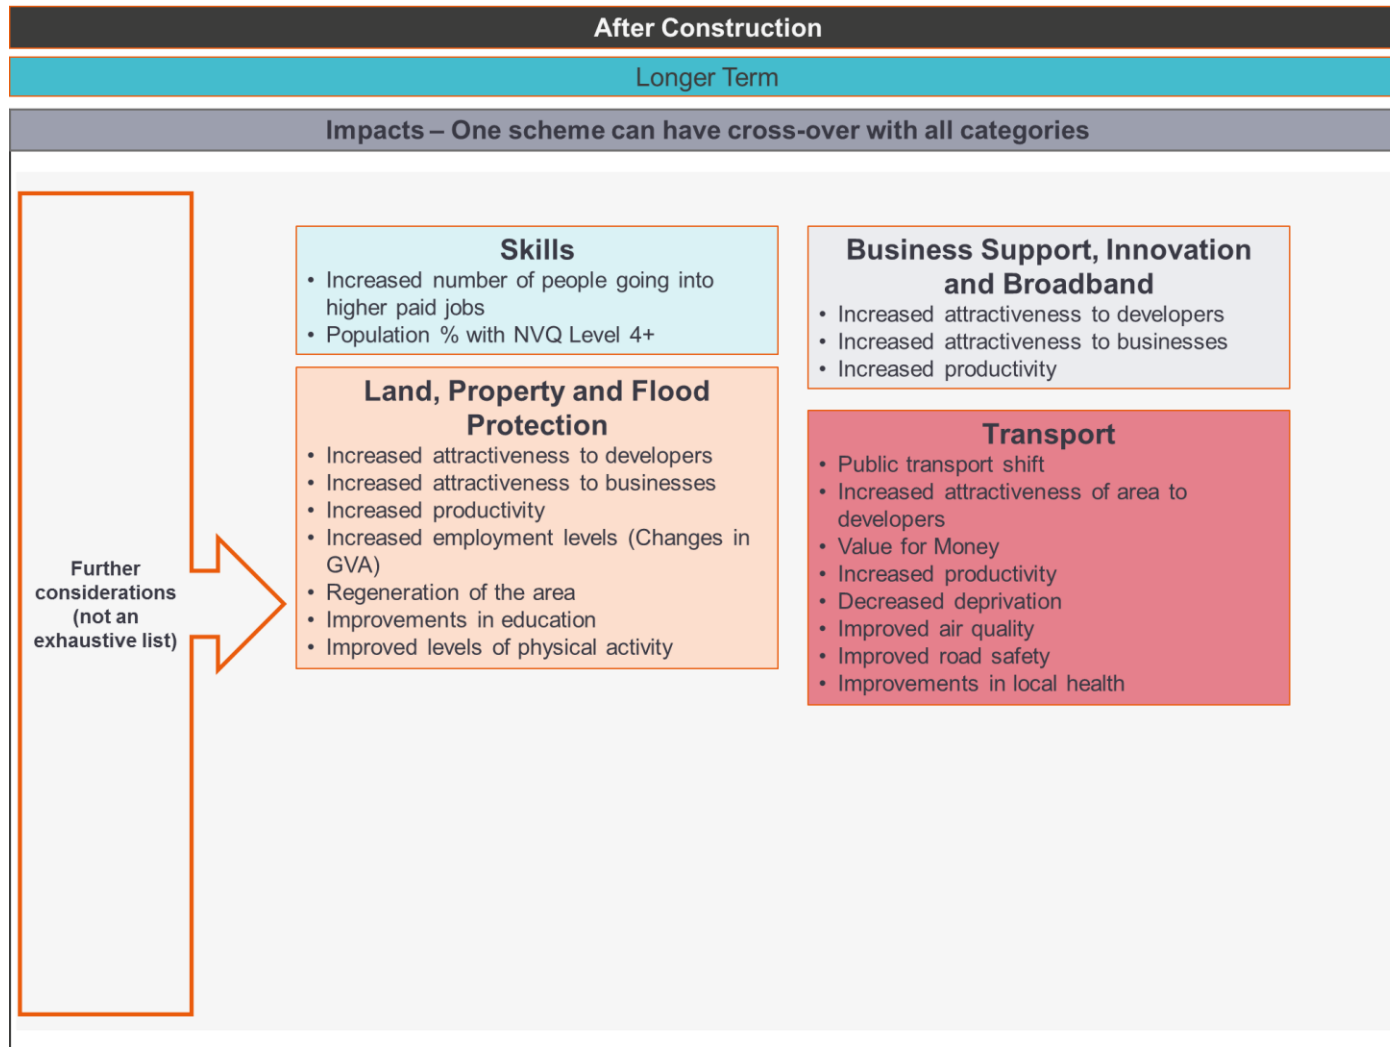 After Construction
Longer Term
Impacts – One scheme can have cross-over with all categories
Further
considerations
(not an
exhaustive list)
Skills
• Increased number of people going into
higher paid jobs
• Population % with NVQ Level 4+
Land, Property and Flood
Protection
• Increased attractiveness to developers
• Increased attractiveness to businesses
• Increased productivity
• Increased employment levels (Changes in
GVA)
• Regeneration of the area
• Improvements in education
• Improved levels of physical activity
Business Support, Innovation
and Broadband
• Increased attractiveness to developers
• Increased attractiveness to businesses
• Increased productivity
Transport
• Public transport shift
• Increased attractiveness of area to
developers
• Value for Money
• Increased productivity
• Decreased deprivation
• Improved air quality
• Improved road safety
• Improvements in local health